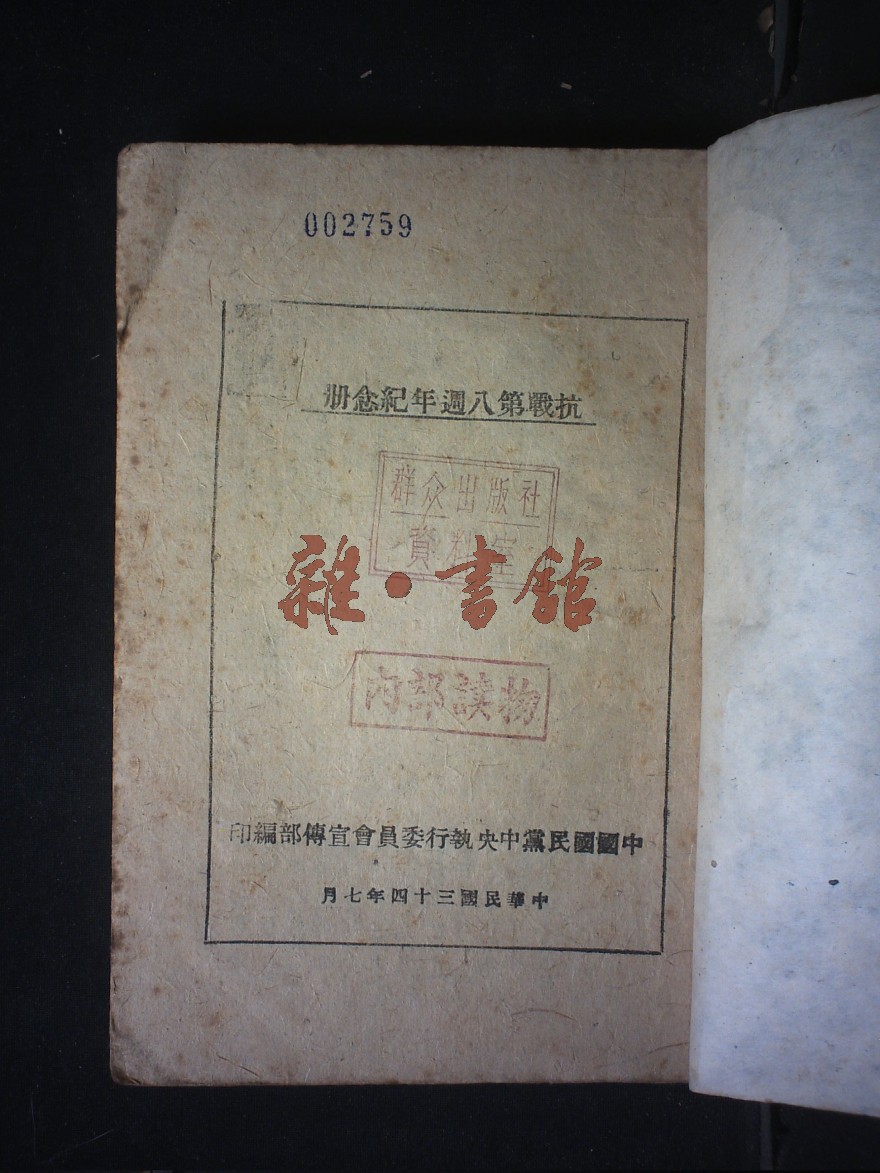 002759
抗戰第八週年紀念册
群众出版社
資料室
雜·書館
內部讀物
中國國民黨中央執行委員會宣傳部編印
中華民國三十四年七月